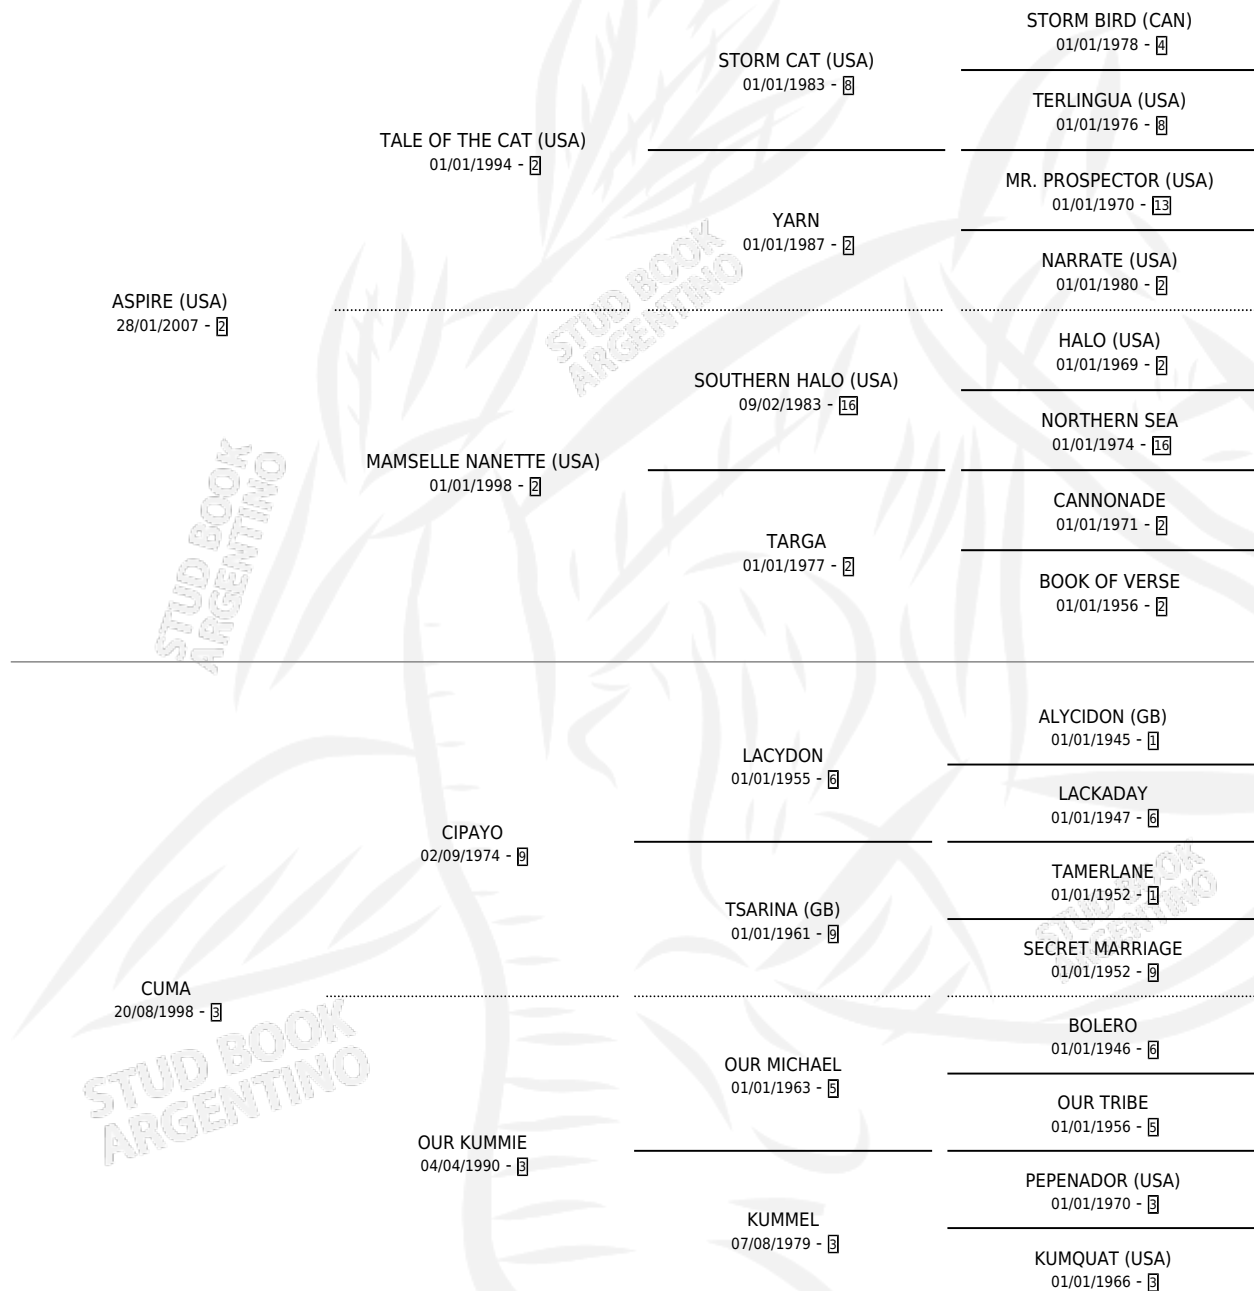 STORM BIRD (CAN)
01/01/1978 - 4
STORM CAT (USA)
01/01/1983 - 8
TERLINGUA (USA)
01/01/1976 - 8
TALE OF THE CAT (USA)
01/01/1994 - 2
MR. PROSPECTOR (USA)
01/01/1970 - 13
YARN
01/01/1987 - 2
NARRATE (USA)
01/01/1980 - 2
ASPIRE (USA)
28/01/2007 - 2
STUD BOOK
ARGENTINO
HALO (USA)
01/01/1969 - 2
SOUTHERN HALO (USA)
09/02/1983 - 16
NORTHERN SEA
01/01/1974 - 16
MAMSELLE NANETTE (USA)
01/01/1998 - 2
CANNONADE
01/01/1971 - 2
TARGA
01/01/1977 - 2
BOOK OF VERSE
01/01/1956 - 2
STUD BOOK
ARGENTINO
ALYCIDON (GB)
01/01/1945 - 1
LACYDON
01/01/1955 - 6
LACKADAY
01/01/1947 - 6
CIPAYO
02/09/1974 - 9
TAMERLANE
01/01/1952 - 1
TSARINA (GB)
01/01/1961 - 9
SECRET MARRIAGE
01/01/1952 - 9
STUD BOOK
ARGENTINO
CUMA
20/08/1998 - 3
BOLERO
01/01/1946 - 6
OUR MICHAEL
01/01/1963 - 5
OUR TRIBE
01/01/1956 - 5
STUD BOOK
ARGENTINO
OUR KUMMIE
04/04/1990 - 3
PEPENADOR (USA)
01/01/1970 - 3
KUMMEL
07/08/1979 - 3
KUMQUAT (USA)
01/01/1966 - 3